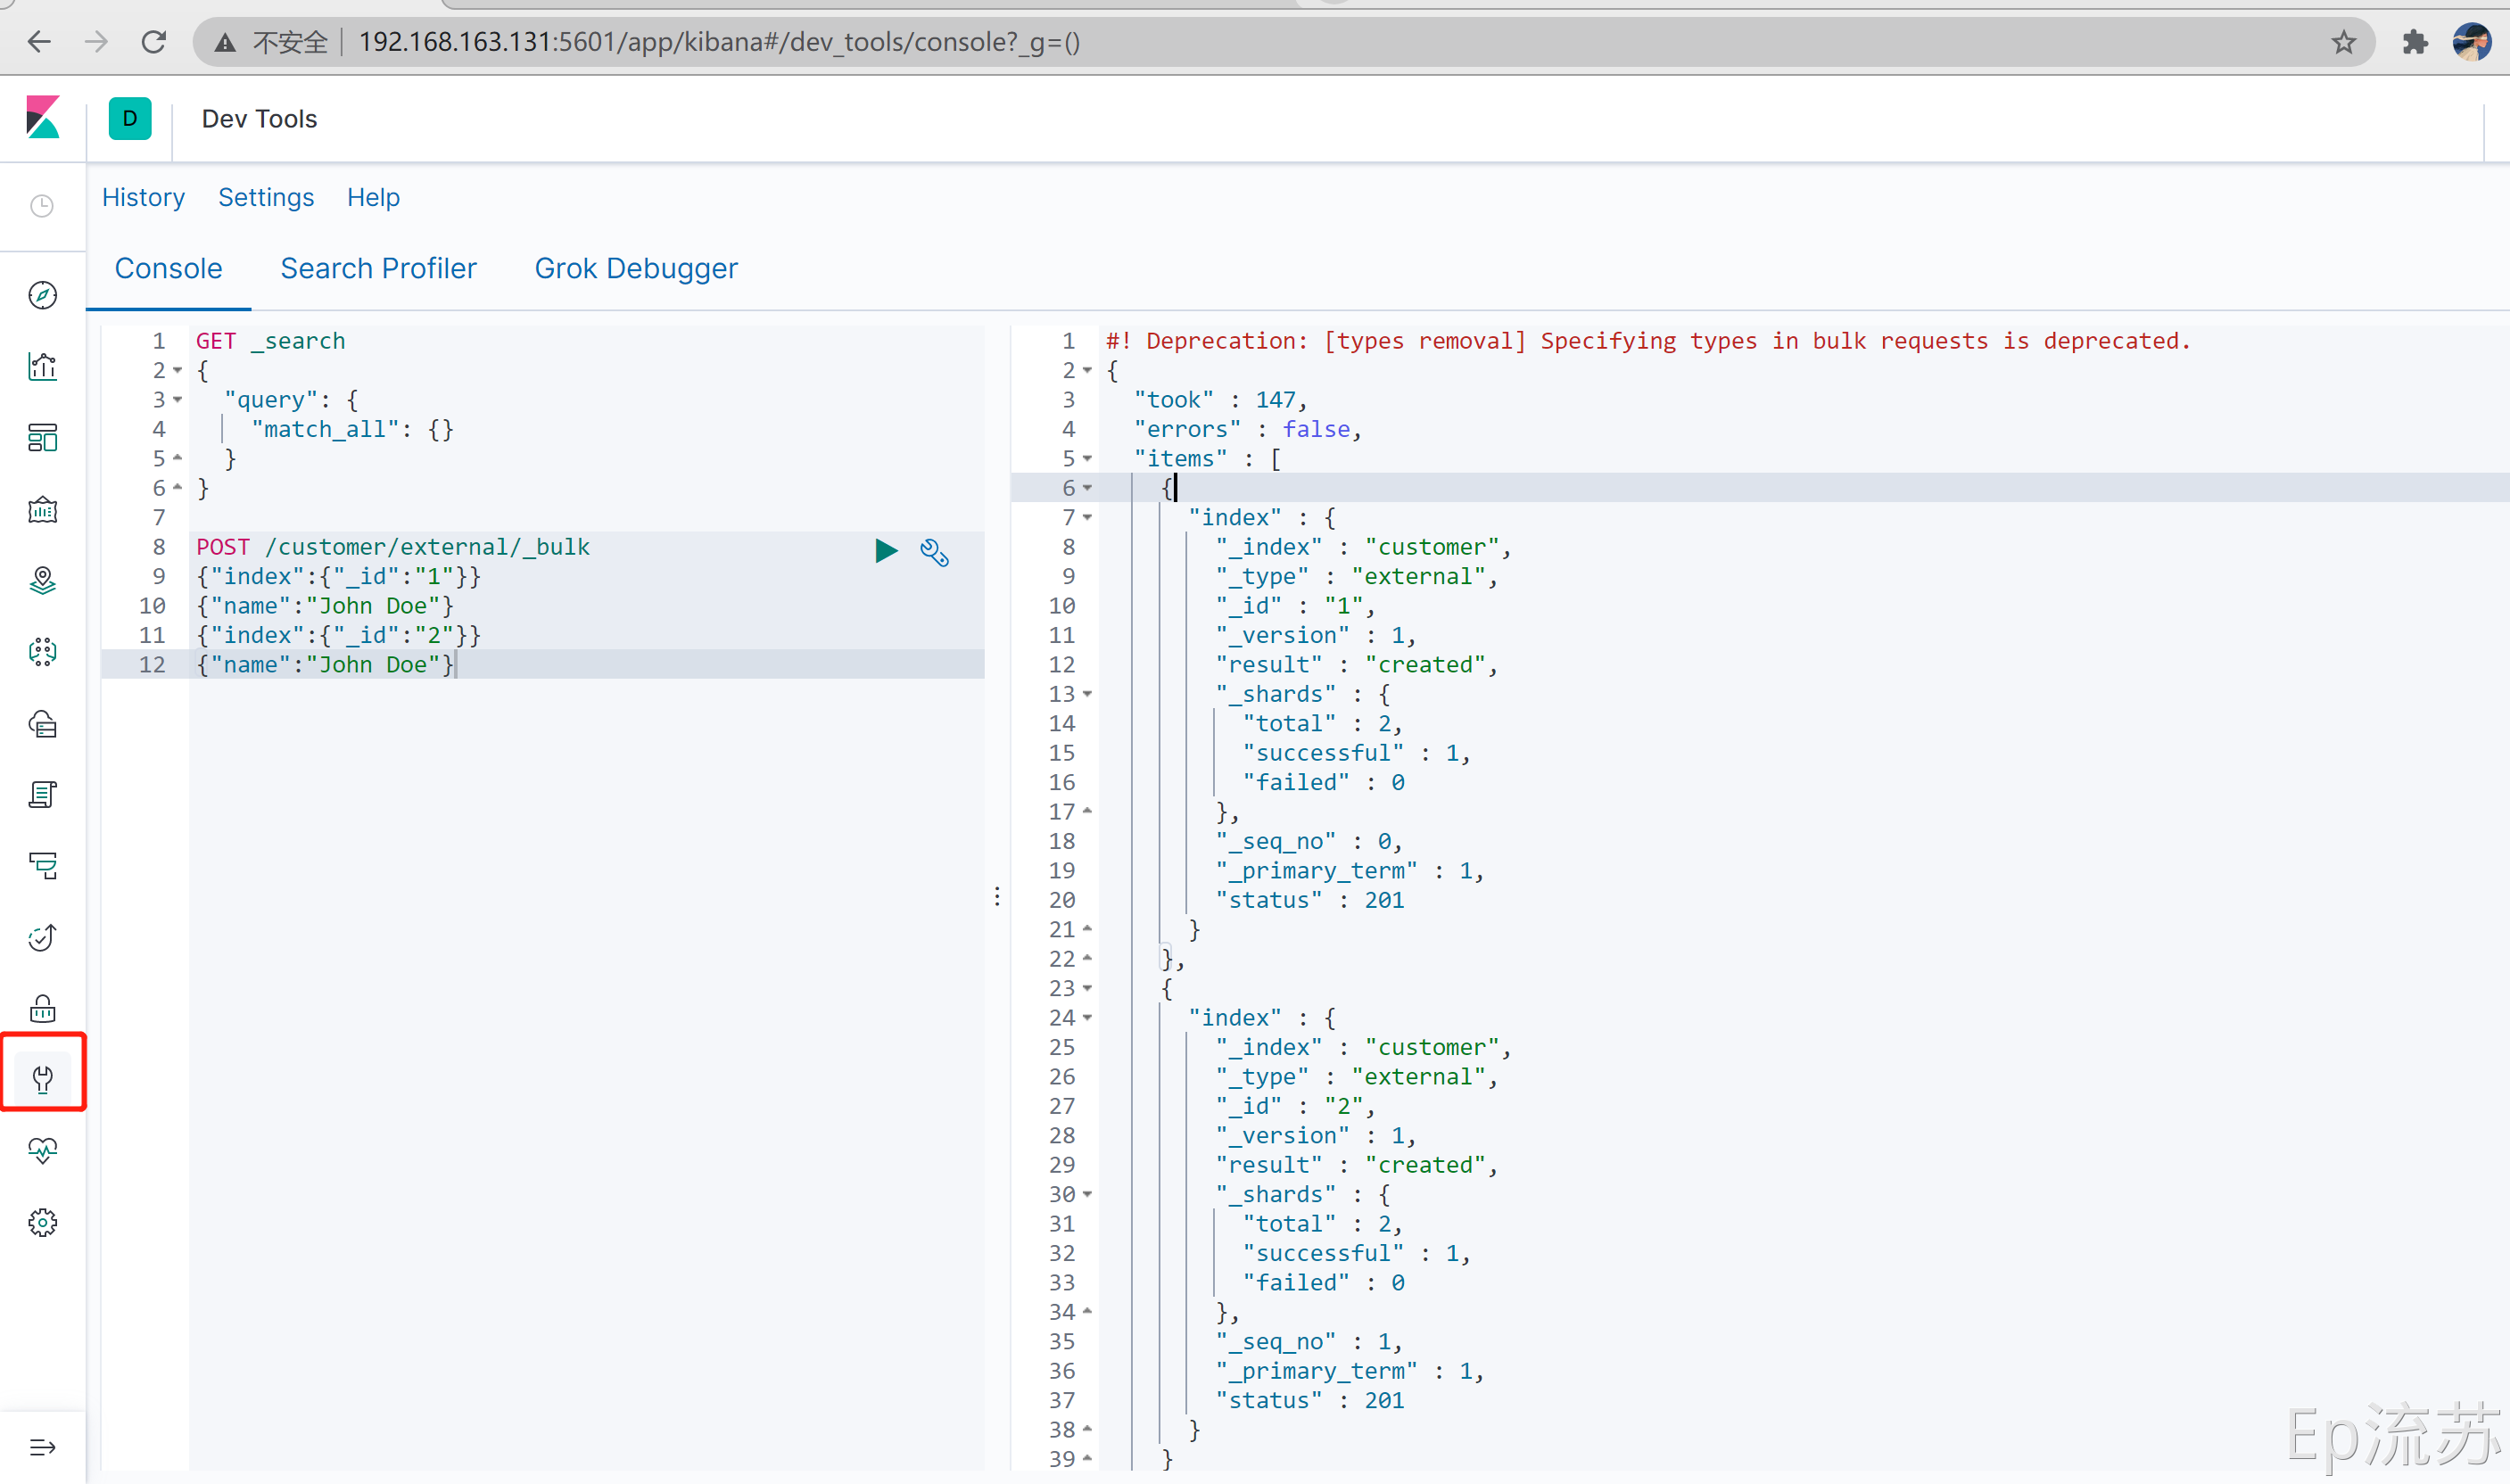 不安全 192.168.163.131:5601/app/kibana#/dev_tools/console?_g=()
D Dev Tools
History Settings Help
Console Search Profiler Grok Debugger
1 GET _search
2 {
3 "query": {
4 "match_all": {}
5 }
6 }
7
8 POST /customer/external/_bulk
9 {"index":{"_id":"1"}}
10 {"name":"John Doe"}
11 {"index":{"_id":"2"}}
12 {"name":"John Doe"}
1 #! Deprecation: [types removal] Specifying types in bulk requests is deprecated.
2 {
3 "took" : 147,
4 "errors" : false,
5 "items" : [
6 {
7 "index" : {
8 "_index" : "customer",
9 "_type" : "external",
10 "_id" : "1",
11 "_version" : 1,
12 "result" : "created",
13 "_shards" : {
14 "total" : 2,
15 "successful" : 1,
16 "failed" : 0
17 },
18 "_seq_no" : 0,
19 "_primary_term" : 1,
20 "status" : 201
21 }
22 },
23 {
24 "index" : {
25 "_index" : "customer",
26 "_type" : "external",
27 "_id" : "2",
28 "_version" : 1,
29 "result" : "created",
30 "_shards" : {
31 "total" : 2,
32 "successful" : 1,
33 "failed" : 0
34 },
35 "_seq_no" : 1,
36 "_primary_term" : 1,
37 "status" : 201
38 }
39 }
Ep流苏